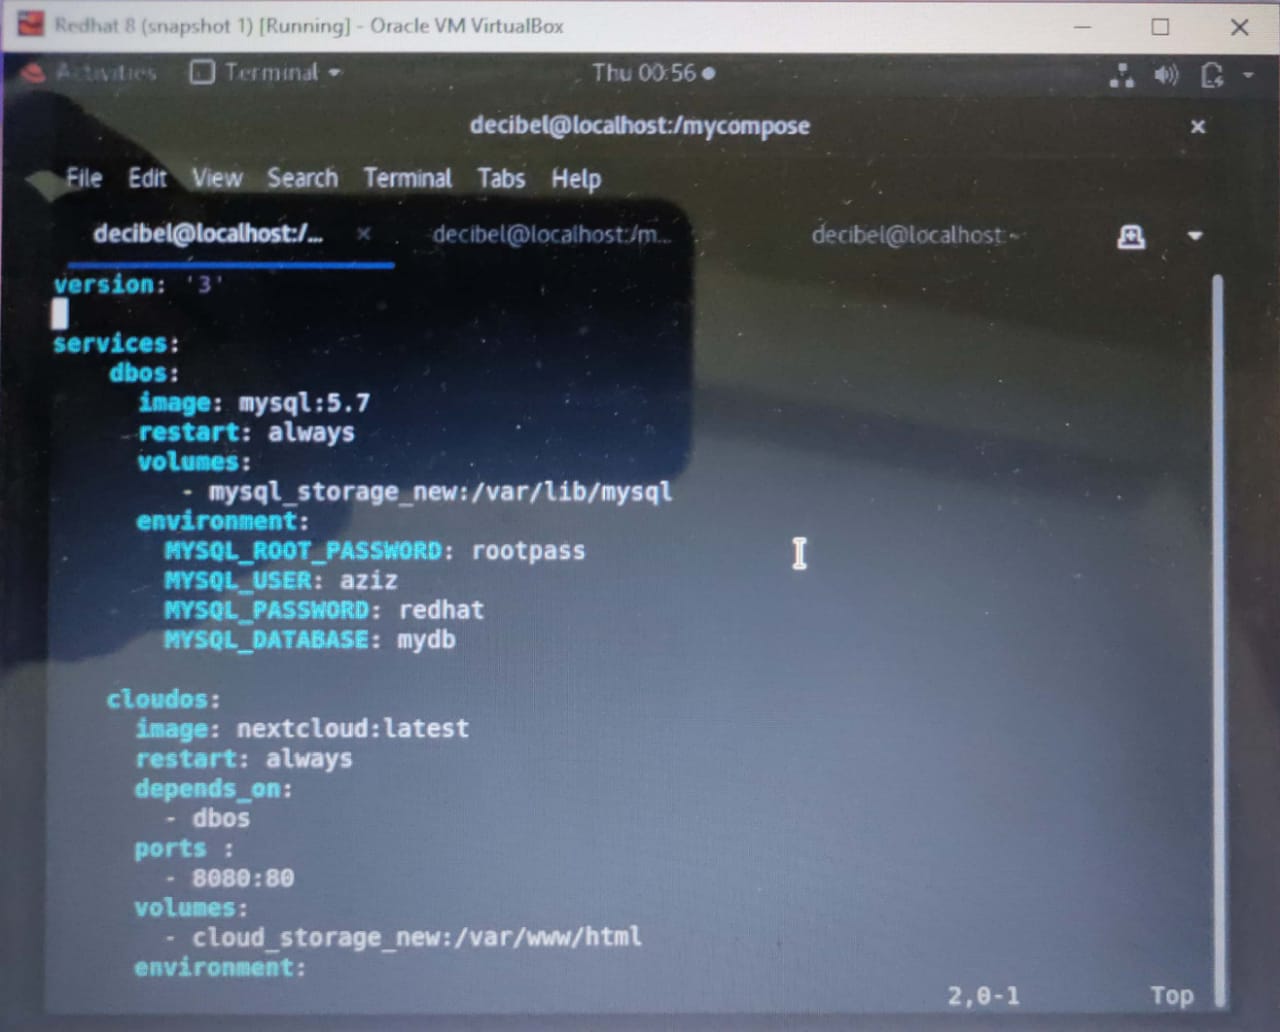 Redhat 8 (snapshot 1) [Running] - Oracle VM VirtualBox
Activities Terminal Thu 00:56
decibel@localhost:/mycompose
File Edit View Search Terminal Tabs Help
decibel@localhost:/... decibel@localhost:/m... decibel@localhost:~
version: '3'
services:
dbos:
image: mysql:5.7
restart: always
volumes:
- mysql_storage_new:/var/lib/mysql
environment:
MYSQL_ROOT_PASSWORD: rootpass
MYSQL_USER: aziz
MYSQL_PASSWORD: redhat
MYSQL_DATABASE: mydb
cloudos:
image: nextcloud:latest
restart: always
depends_on:
- dbos
ports :
- 8080:80
volumes:
- cloud_storage_new:/var/www/html
environment:
2,0-1 Top